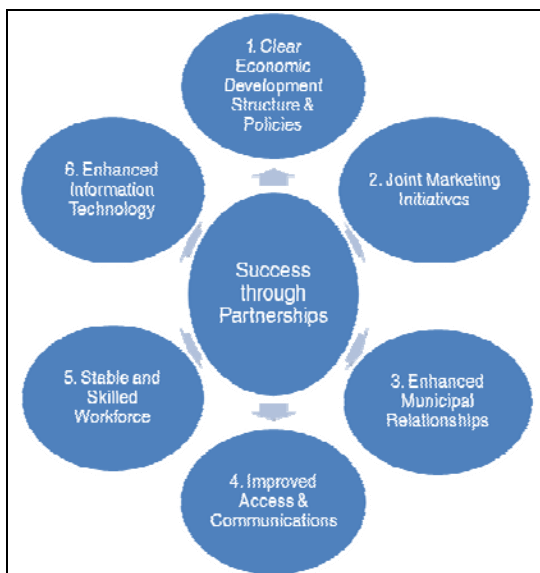 1. Clear
Economic
Development
Structure &
Policies
2. Joint Marketing
Initiatives
3. Enhanced
Municipal
Relationships
4. Improved
Access &
Communications
5. Stable and
Skilled
Workforce
6. Enhanced
Information
Technology
Success
through
Partnerships